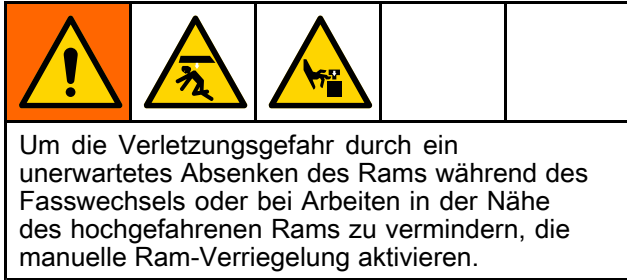 Um die Verletzungsgefahr durch ein
unerwartetes Absenken des Rams während des
Fasswechsels oder bei Arbeiten in der Nähe
des hochgefahrenen Rams zu vermindern, die
manuelle Ram-Verriegelung aktivieren.